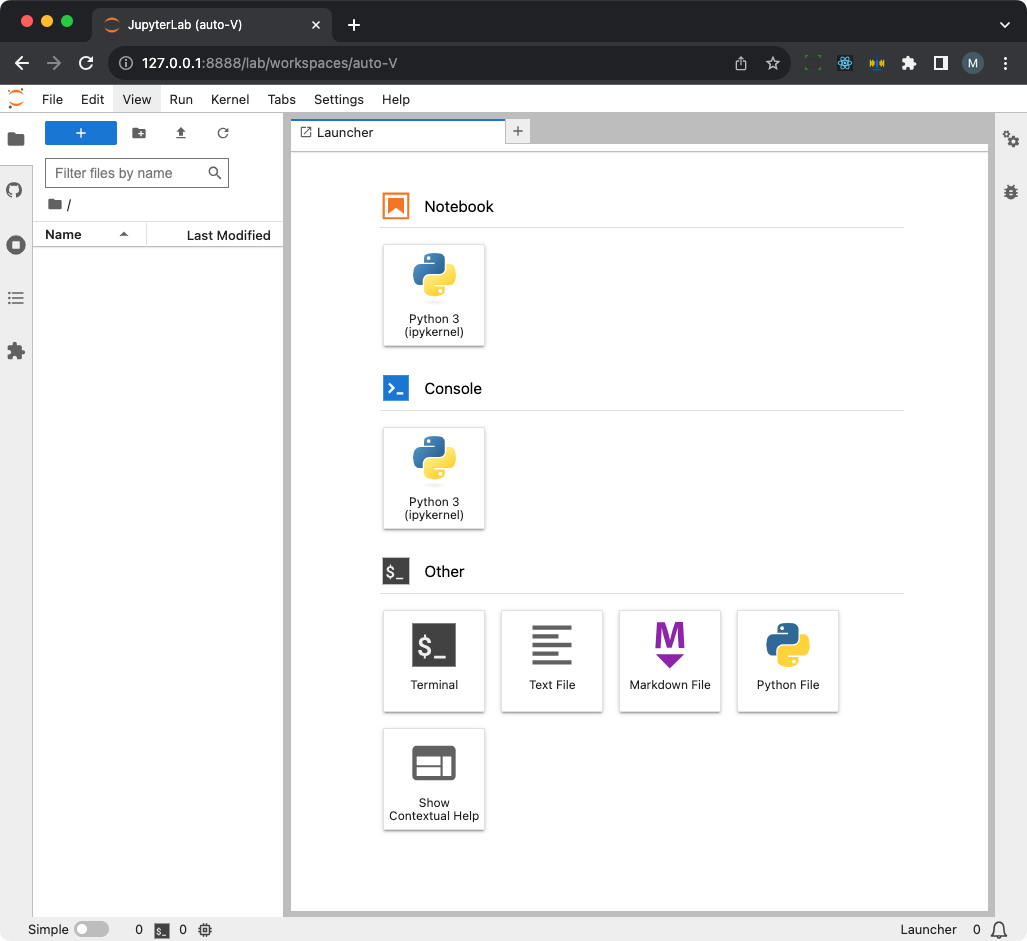 JupyterLab (auto-V)
127.0.0.1:8888/lab/workspaces/auto-V
M
File Edit View Run Kernel Tabs Settings Help
Launcher
Filter files by name
/
Name Last Modified
Notebook
Python 3
(ipykernel)
Console
Python 3
(ipykernel)
$_ Other
$_
Terminal Text File Markdown File Python File
Show
Contextual Help
Simple 0 $_ 0 Launcher 0